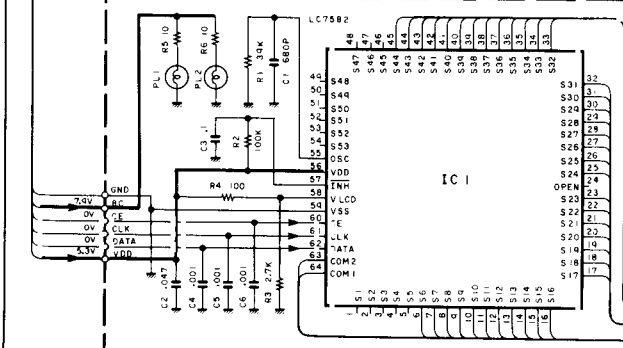 LC7582
48 47 46 45 44 43 42 41 40 39 38 37 36 35 34 33
S47 S46 S45 S44 S43 S42 S41 S40 S39 S38 S37 S36 S35 S34 S33 S32
R5 10
R6 10
PL1
PL2
R1 39K
C1 680P
C3 .1
R2 100K
49 S48
50 S49
51 S50
52 S51
53 S52
54 S53
55 OSC
56 VDD
57 INH
58 VLCD
59 VSS
60 CE
61 CLK
62 DATA
63 COM2
64 COM1
IC1
S31 32
S30 31
S29 30
S28 29
S27 28
S26 27
S25 26
S24 25
OPEN 24
S23 23
S22 22
S21 21
S20 20
S19 19
S18 18
S17 17
R4 100
GND
7.9V BC
0V CE
0V CLK
0V DATA
5.3V VDD
C2 .047
C4 .001
C5 .001
C6 .001
R3 2.7K
S1 S2 S3 S4 S5 S6 S7 S8 S9 S10 S11 S12 S13 S14 S15 S16
1 2 3 4 5 6 7 8 9 10 11 12 13 14 15 16